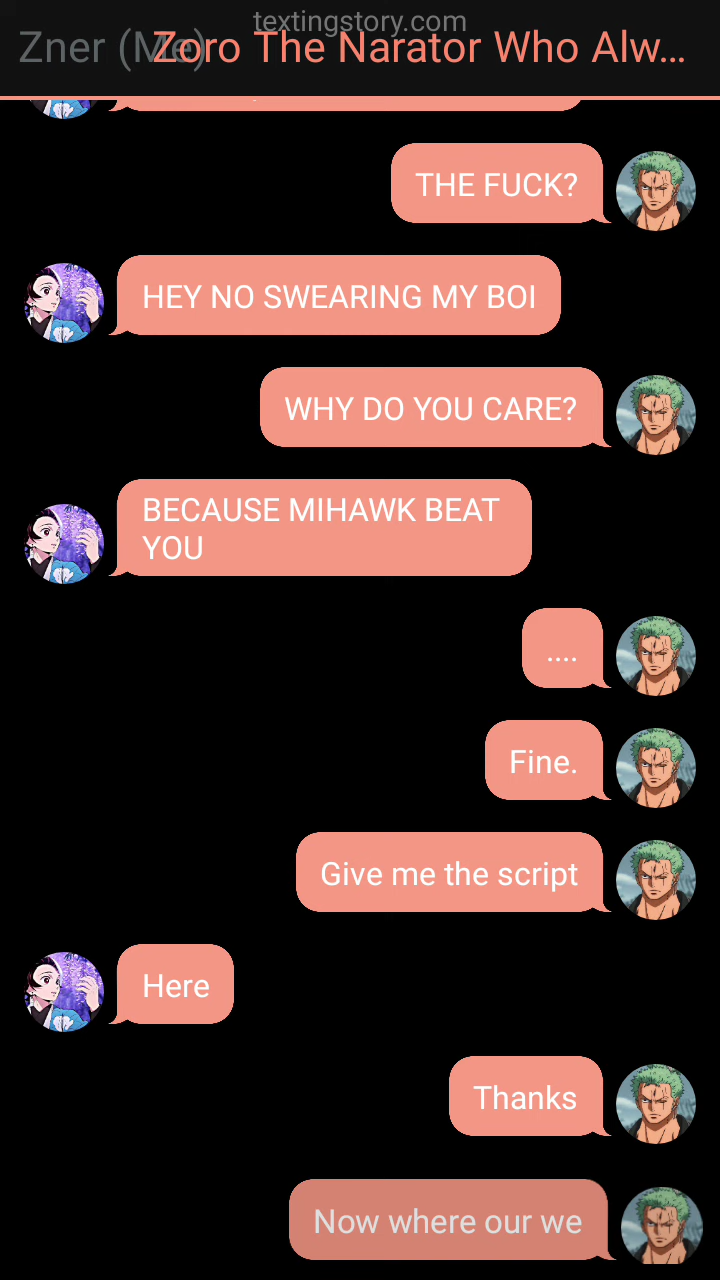 textingstory.com
Zner (Me)
Zoro The Narator Who Alw...
THE FUCK?
HEY NO SWEARING MY BOI
WHY DO YOU CARE?
BECAUSE MIHAWK BEAT
YOU
....
Fine.
Give me the script
Here
Thanks
Now where our we